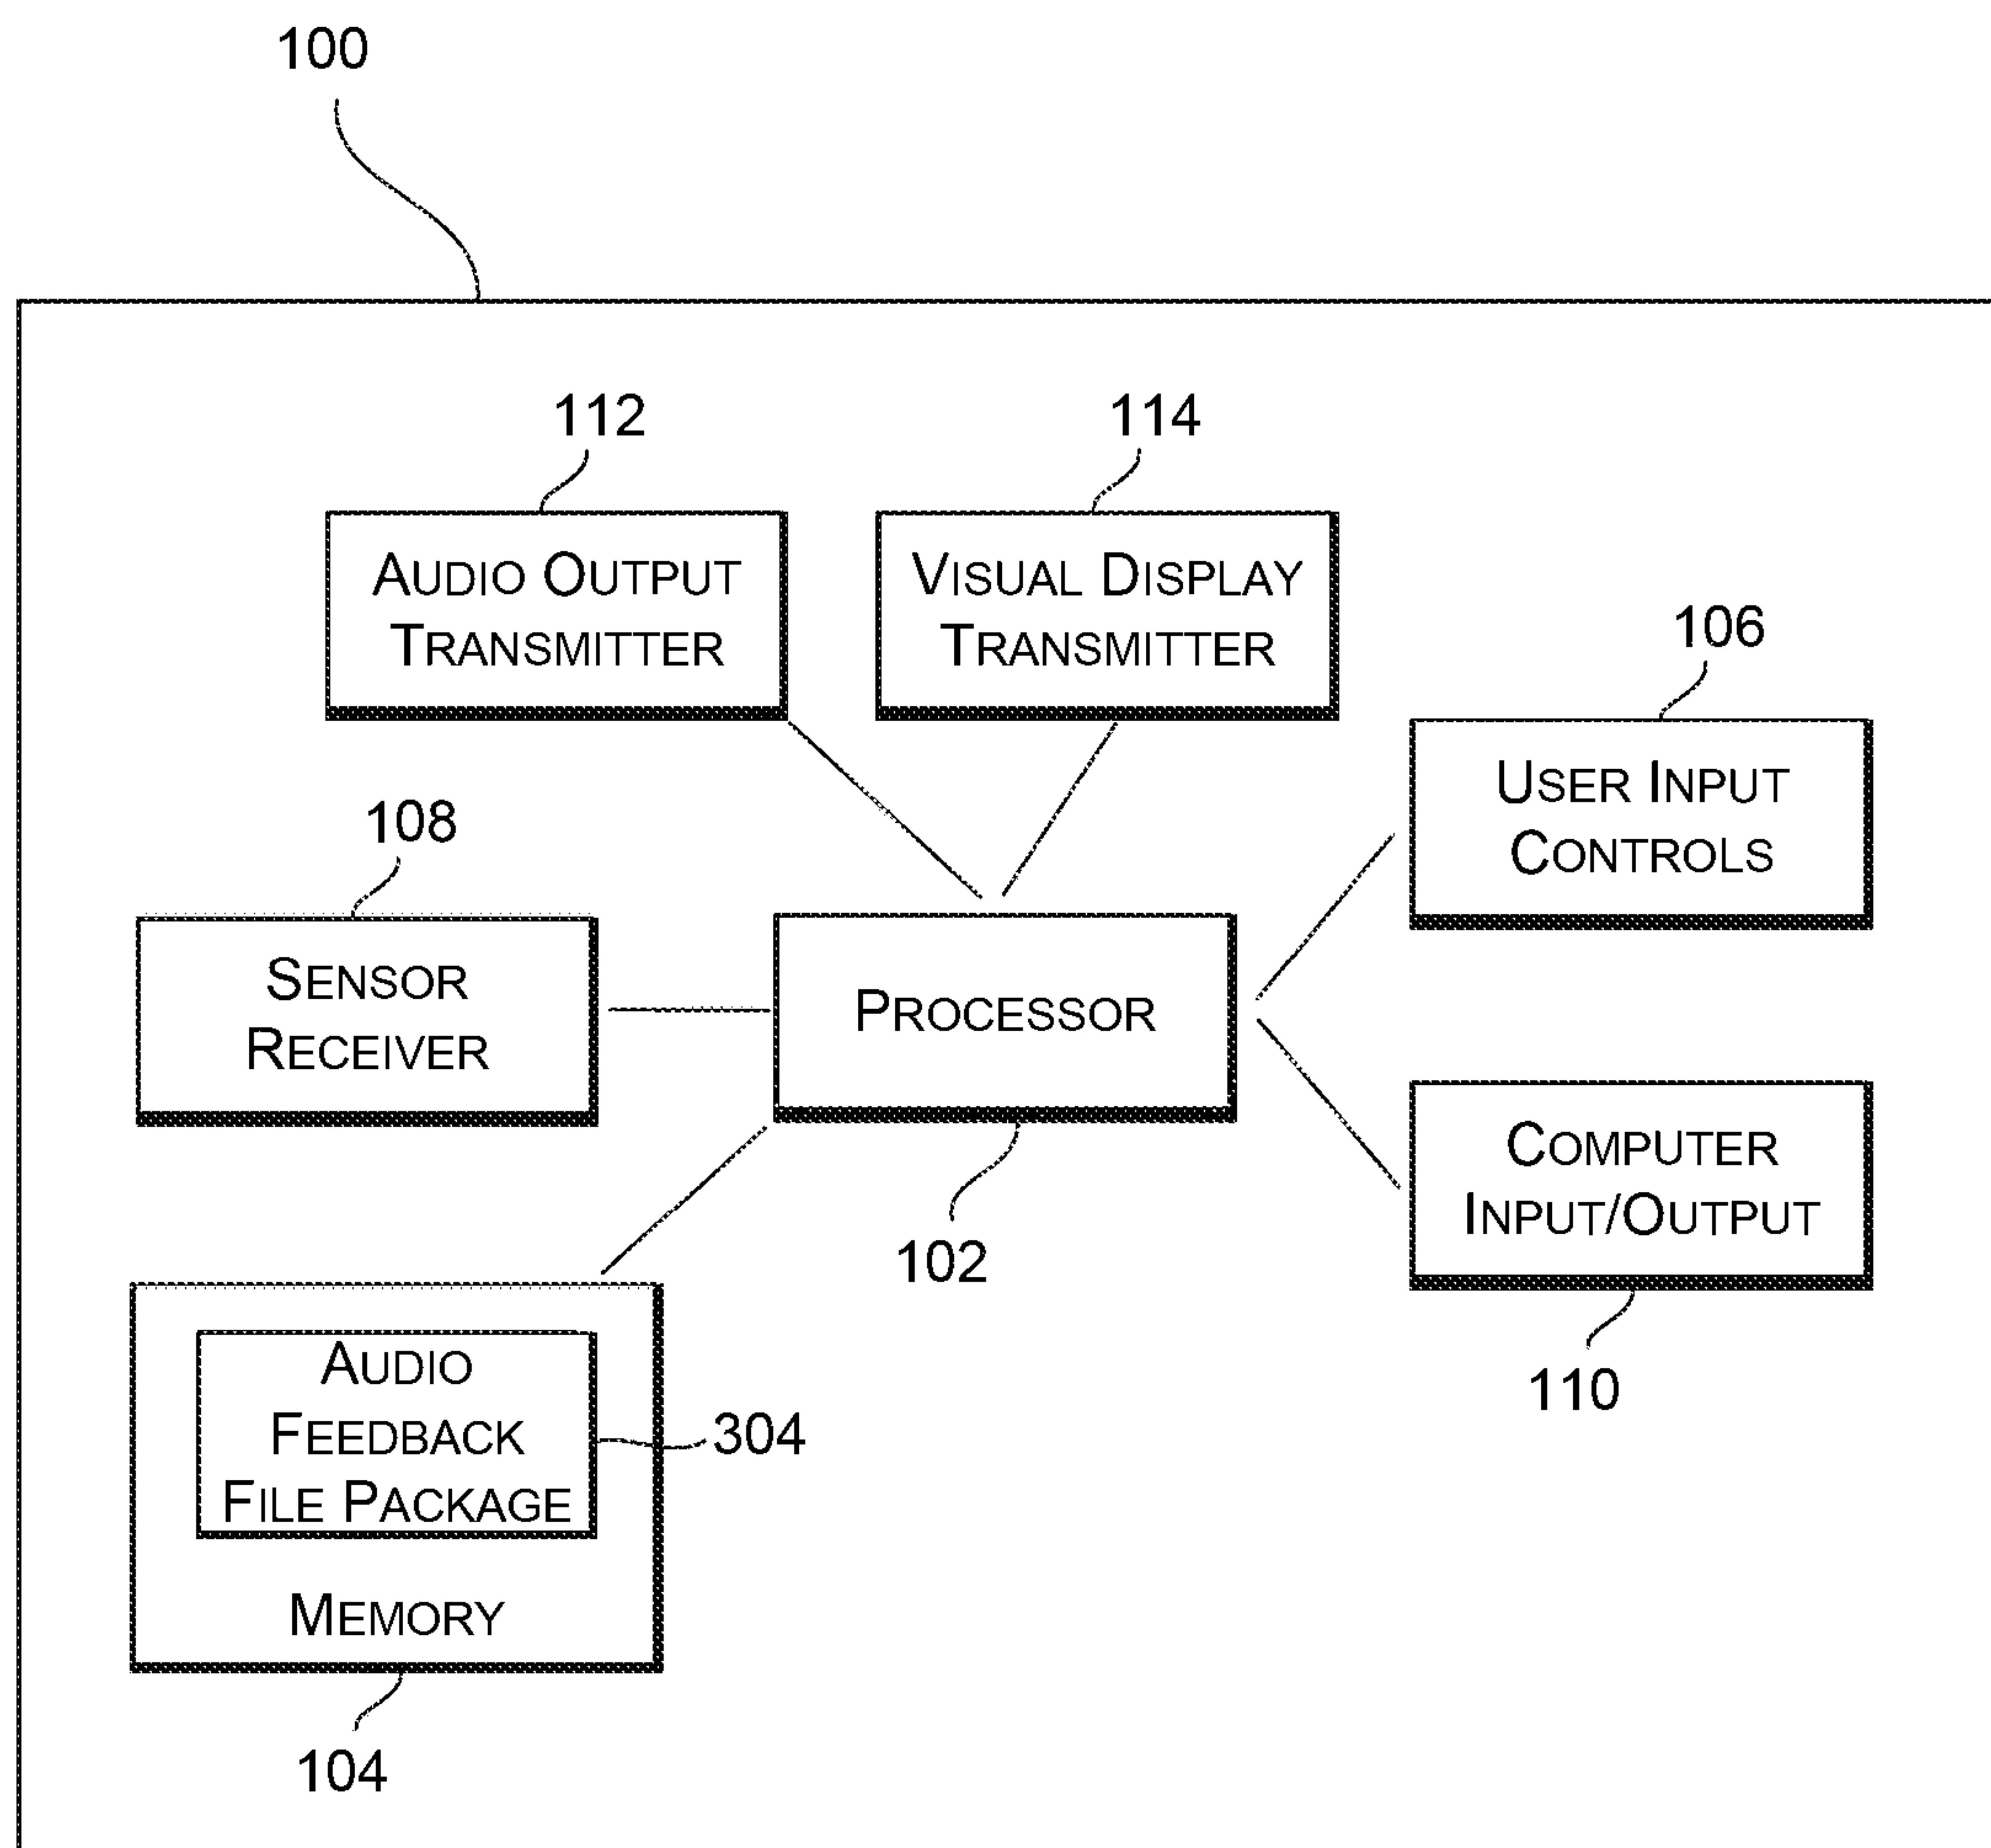 100
112
114
AUDIO OUTPUT
TRANSMITTER
VISUAL DISPLAY
TRANSMITTER
106
USER INPUT
CONTROLS
108
SENSOR
RECEIVER
PROCESSOR
102
COMPUTER
INPUT/OUTPUT
110
AUDIO
FEEDBACK
FILE PACKAGE
304
MEMORY
104